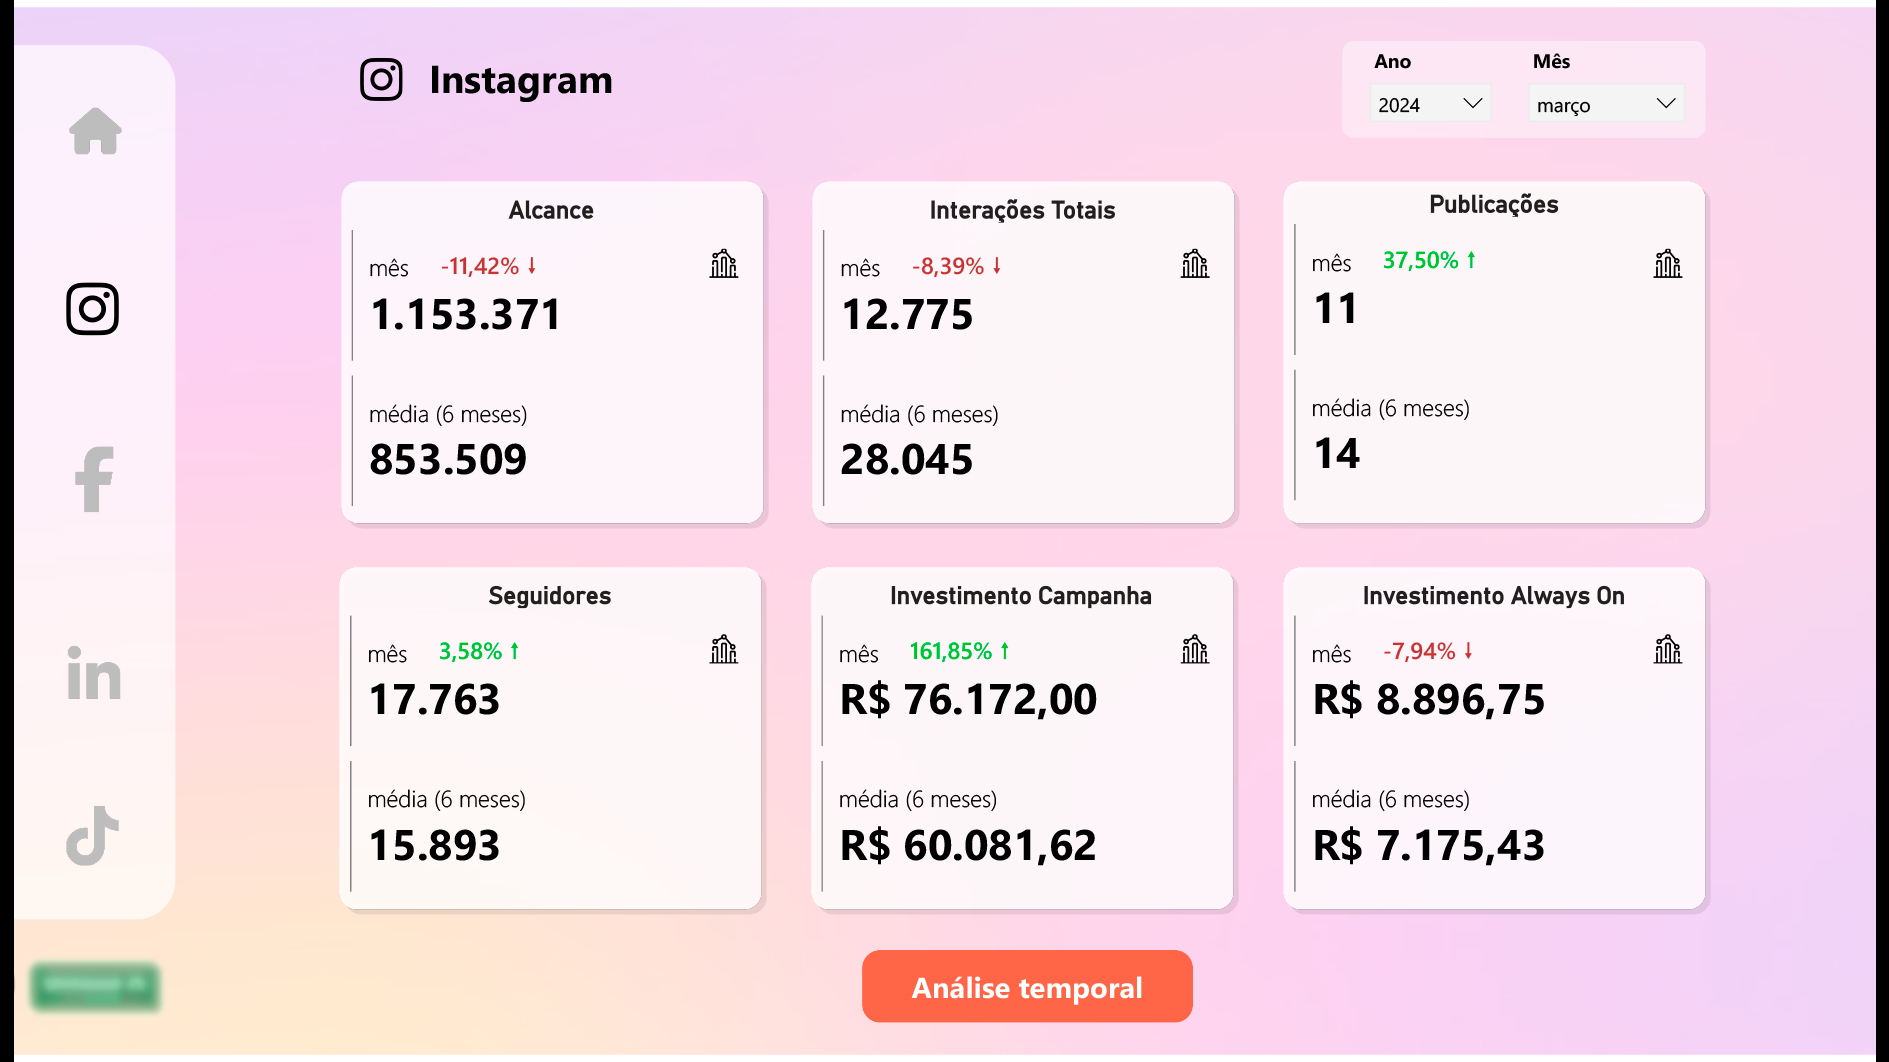 Instagram
Ano
Mês
2024
março
Alcance
mês -11,42% ↓
1.153.371
média (6 meses)
853.509
Interações Totais
mês -8,39% ↓
12.775
média (6 meses)
28.045
Publicações
mês 37,50% ↑
11
média (6 meses)
14
Seguidores
mês 3,58% ↑
17.763
média (6 meses)
15.893
Investimento Campanha
mês 161,85% ↑
R$ 76.172,00
média (6 meses)
R$ 60.081,62
Investimento Always On
mês -7,94% ↓
R$ 8.896,75
média (6 meses)
R$ 7.175,43
Análise temporal